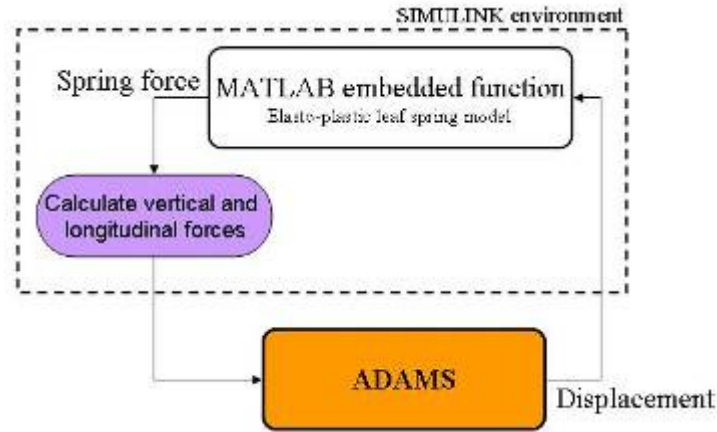 SIMULINK environment
Spring force
MATLAB embedded function
Elasto-plastic leaf spring model
Calculate vertical and
longitudinal forces
ADAMS
Displacement